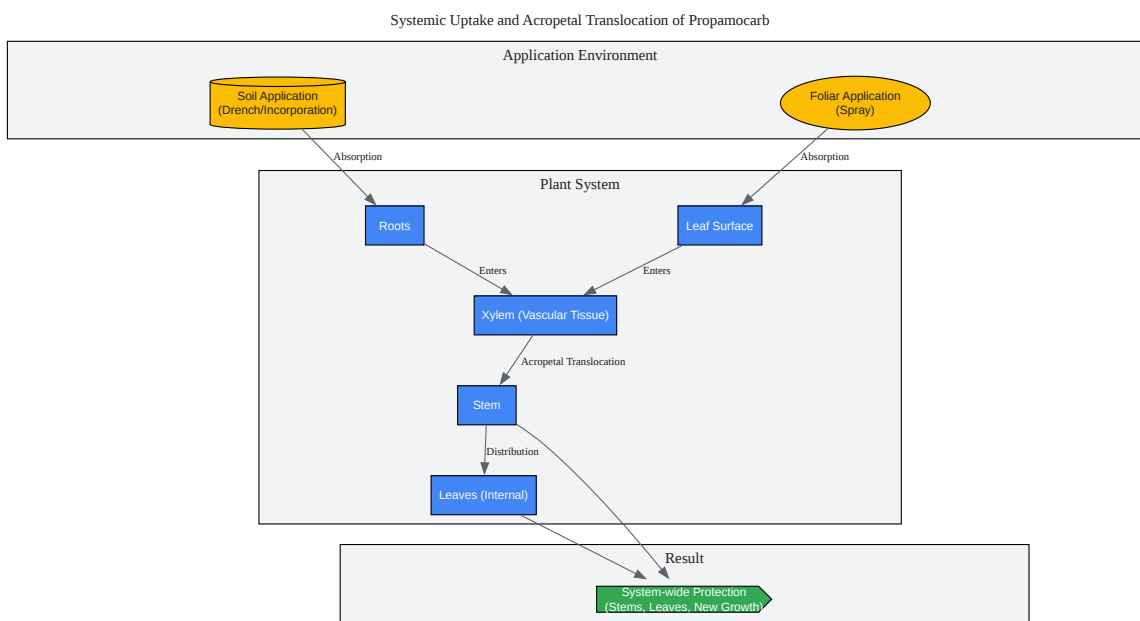 Systemic Uptake and Acropetal Translocation of Propamocarb
Application Environment
Soil Application
(Drench/Incorporation)
Foliar Application
(Spray)
Absorption
Absorption
Plant System
Roots
Leaf Surface
Enters
Enters
Xylem (Vascular Tissue)
Acropetal Translocation
Stem
Distribution
Leaves (Internal)
Result
System-wide Protection
(Stems, Leaves, New Growth)